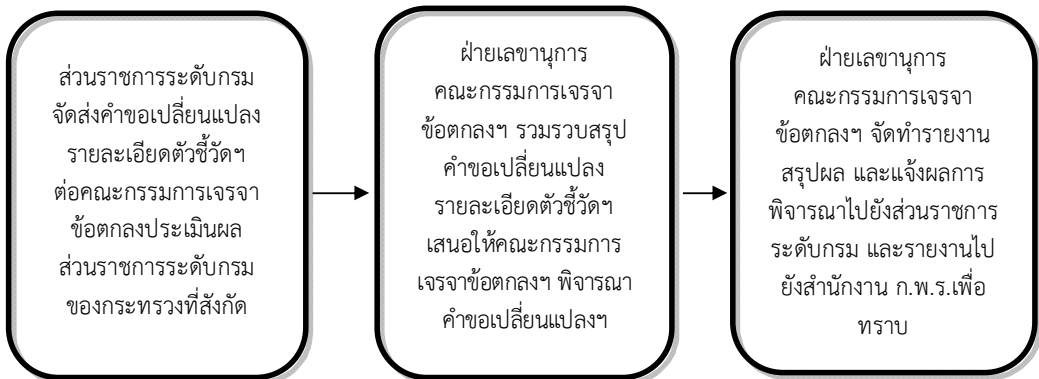 ส่วนราชการระดับกรม
จัดส่งคำขอเปลี่ยนแปลง
รายละเอียดตัวชี้วัดฯ
ต่อคณะกรรมการเจรจา
ข้อตกลงประเมินผล
ส่วนราชการระดับกรม
ของกระทรวงที่สังกัด
ฝ่ายเลขานุการ
คณะกรรมการเจรจา
ข้อตกลงฯ รวมรวบสรุป
คำขอเปลี่ยนแปลง
รายละเอียดตัวชี้วัดฯ
เสนอให้คณะกรรมการ
เจรจาข้อตกลงฯ พิจารณา
คำขอเปลี่ยนแปลงฯ
ฝ่ายเลขานุการ
คณะกรรมการเจรจา
ข้อตกลงฯ จัดทำรายงาน
สรุปผล และแจ้งผลการ
พิจารณาไปยังส่วนราชการ
ระดับกรม และรายงานไป
ยังสำนักงาน ก.พ.ร.เพื่อ
ทราบ